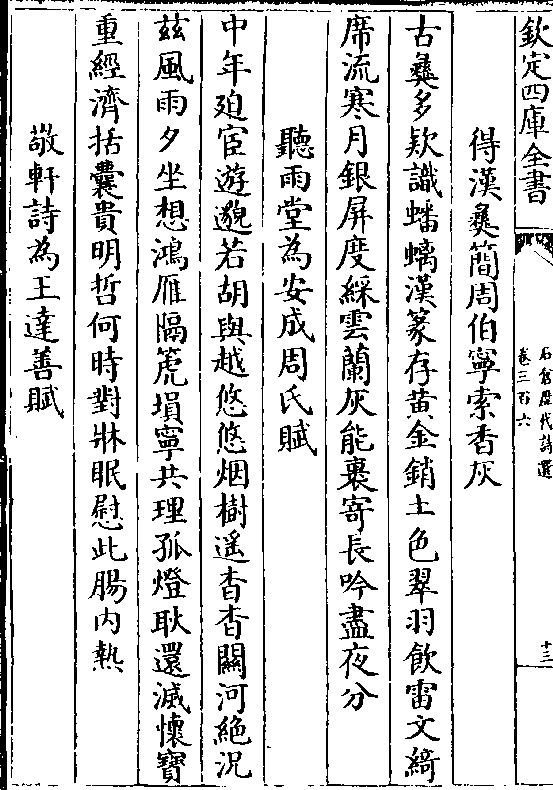 欽定四庫全書
石倉歷代詩選
卷三百六
十三
得漢彝簡周伯寧索香灰
古彝多欵識蟠螭漢篆存黄金銷土色翠羽飲雷文綺
席流寒月銀屏度綵雲蘭灰能裹寄長吟盡夜分
聽雨堂為安成周氏賦
中年廹宦遊邈若胡與越悠悠烟樹遥杳杳關河絶況
兹風雨夕坐想鴻雁隔箎塤寧共理孤燈耿還滅懷寳
重經濟括囊貴明哲何時對牀眠慰此腸内熱
敬軒詩為王達善賦